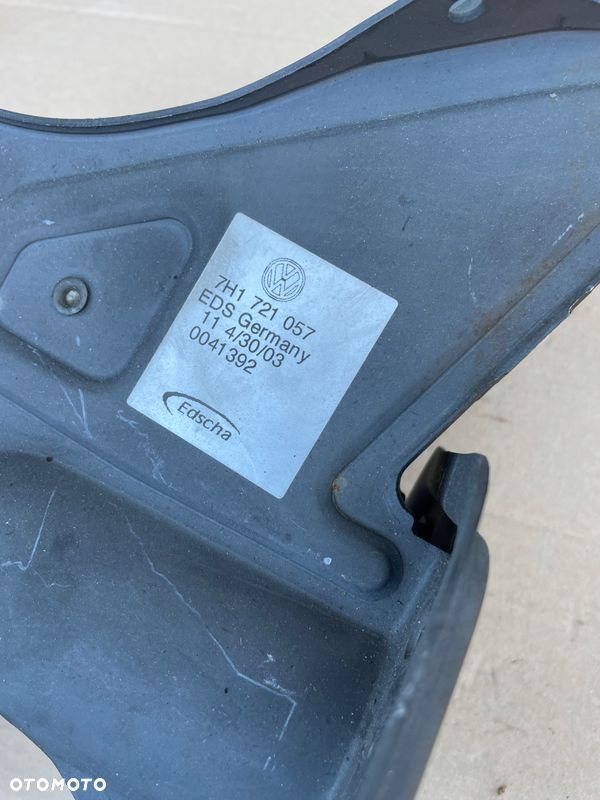 7H1 721 057
EDS Germany
11 4/30/03
0041392
Edscha
OTOMOTO